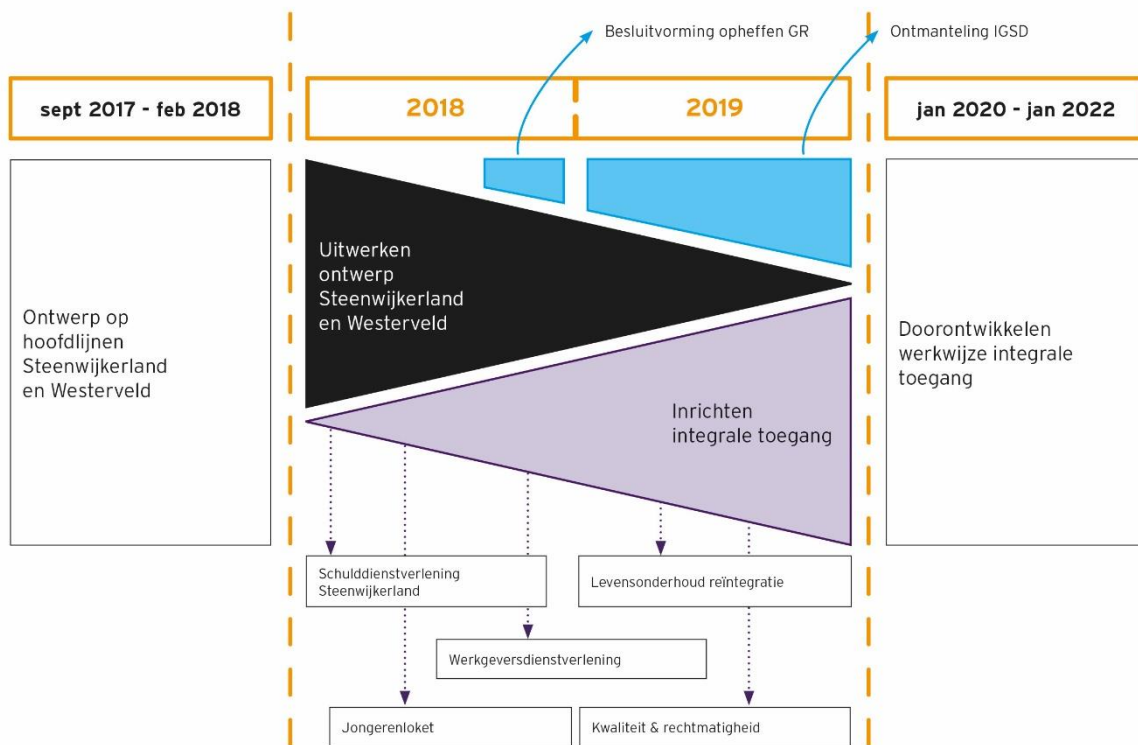 Besluitvorming opheffen GR
Ontmanteling IGSD
sept 2017 - feb 2018
2018
2019
jan 2020 - jan 2022
Ontwerp op
hoofdlijnen
Steenwijkerland
en Westerveld
Uitwerken
ontwerp
Steenwijkerland
en Westerveld
Inrichten
integrale toegang
Doorontwikkelen
werkwijze integrale
toegang
Schulddienstverlening
Steenwijkerland
Levensonderhoud reïntegratie
Werkgeversdienstverlening
Jongerenloket
Kwaliteit & rechtmatigheid